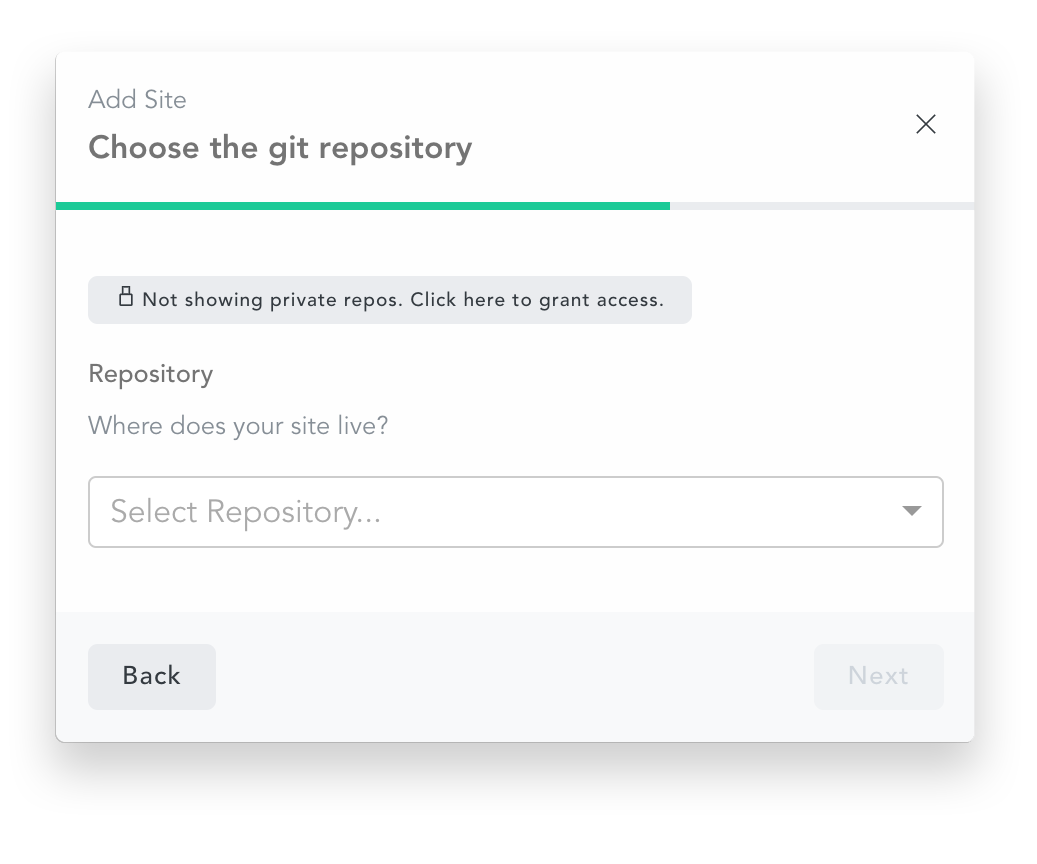 Add Site
Choose the git repository
Not showing private repos. Click here to grant access.
Repository
Where does your site live?
Select Repository...
Back
Next